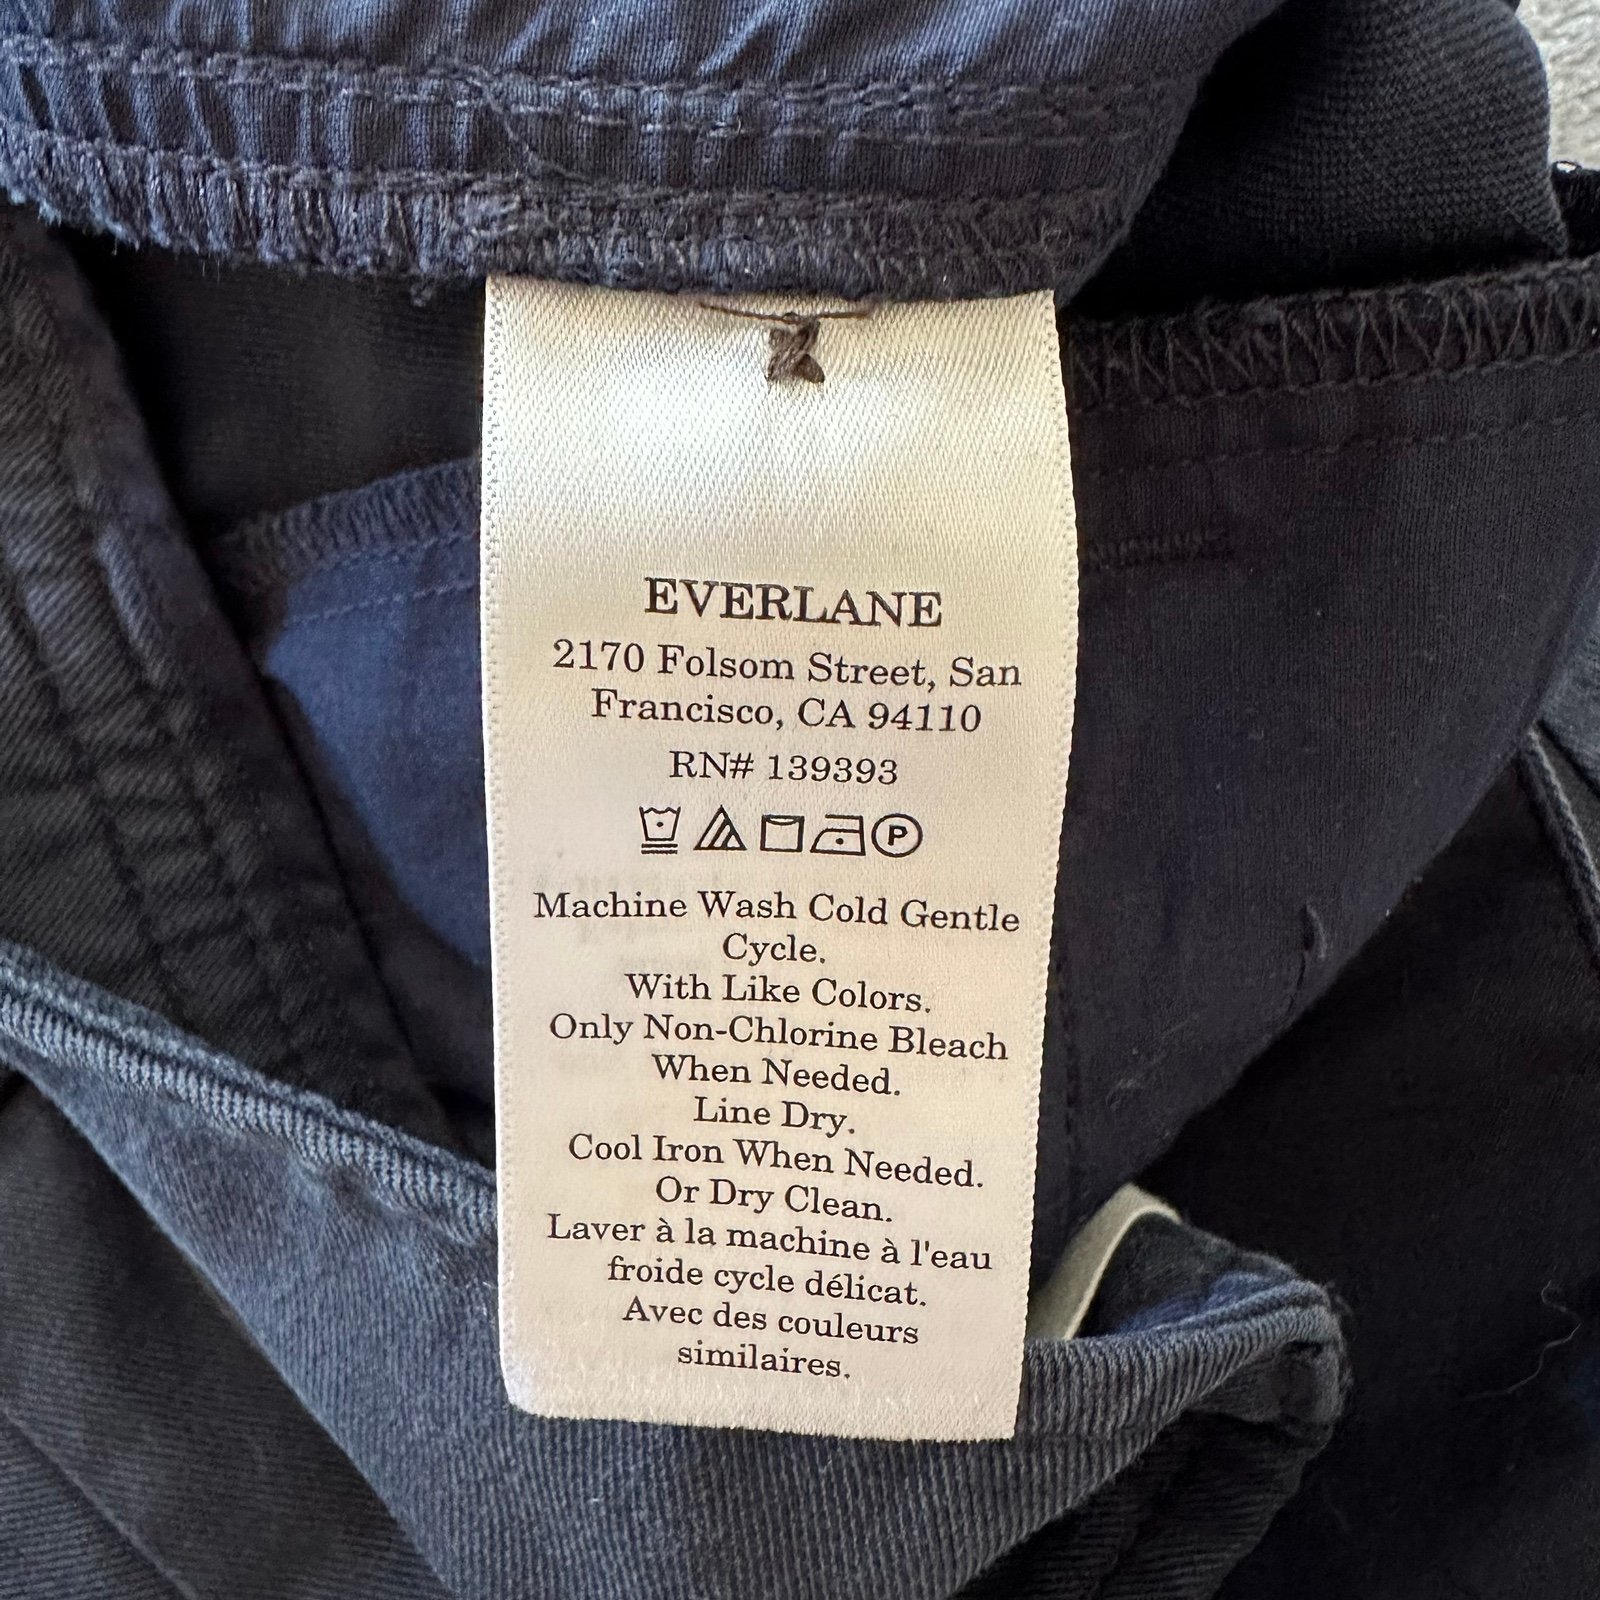 EVERLANE
2170 Folsom Street, San
Francisco, CA 94110
RN# 139393
P
Machine Wash Cold Gentle
Cycle.
With Like Colors.
Only Non-Chlorine Bleach
When Needed.
Line Dry.
Cool Iron When Needed.
Or Dry Clean.
Laver à la machine à l'eau
froide cycle délicat.
Avec des couleurs
similaires.